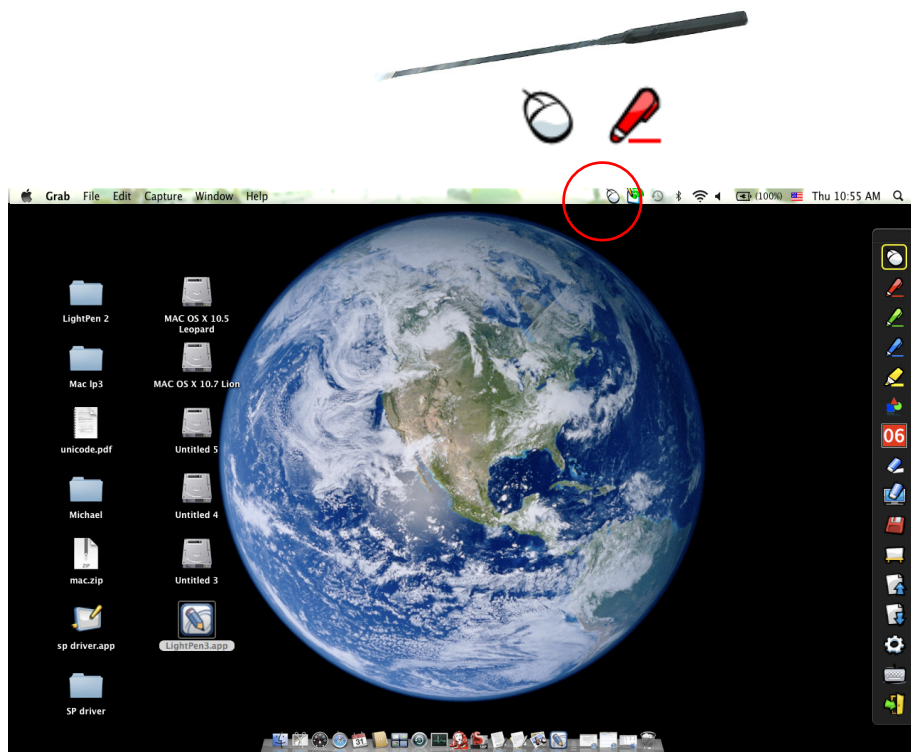 Grab File Edit Capture Window Help (100%) Thu 10:55 AM
LightPen 2
MAC OS X 10.5
Leopard
Mac lp3
MAC OS X 10.7 Lion
06
unicode.pdf
Untitled 5
Michael
Untitled 4
ZIP
mac.zip
Untitled 3
sp driver.app
LightPen3.app
SP driver
31